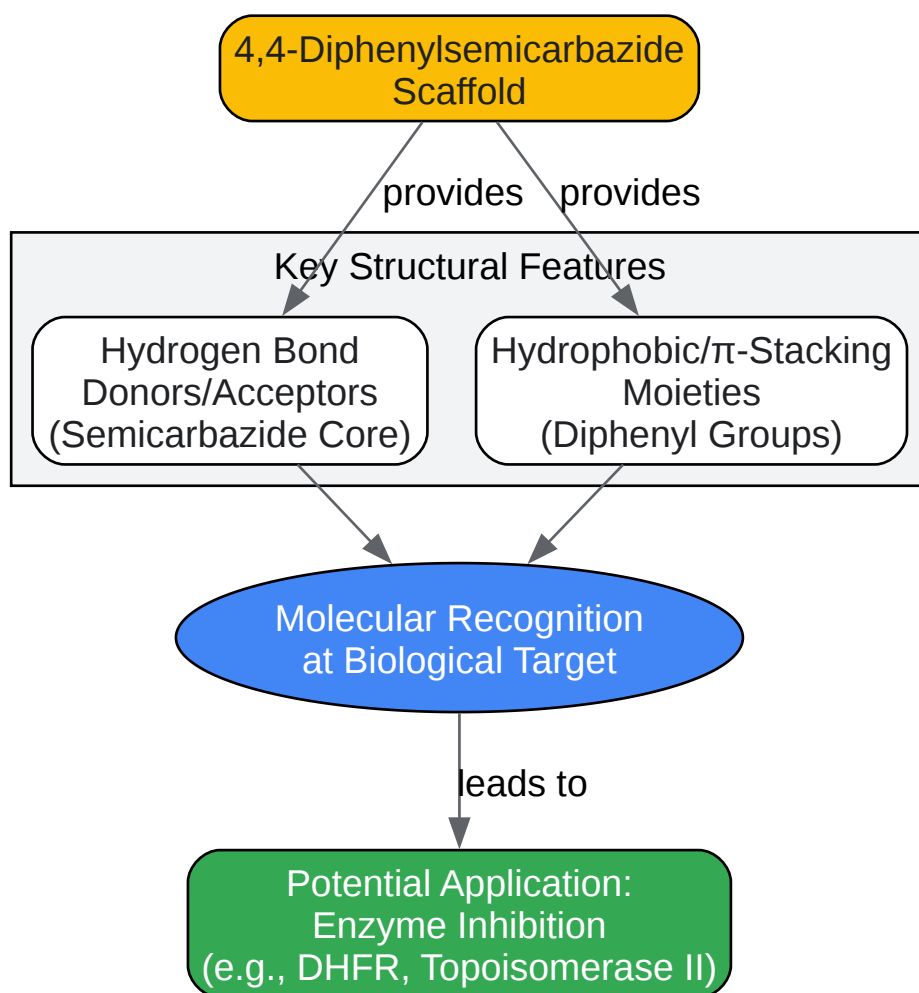 4,4-Diphenylsemicarbazide
Scaffold
provides
provides
Key Structural Features
Hydrogen Bond
Donors/Acceptors
(Semicarbazide Core)
Hydrophobic/π-Stacking
Moieties
(Diphenyl Groups)
Molecular Recognition
at Biological Target
leads to
Potential Application:
Enzyme Inhibition
(e.g., DHFR, Topoisomerase II)